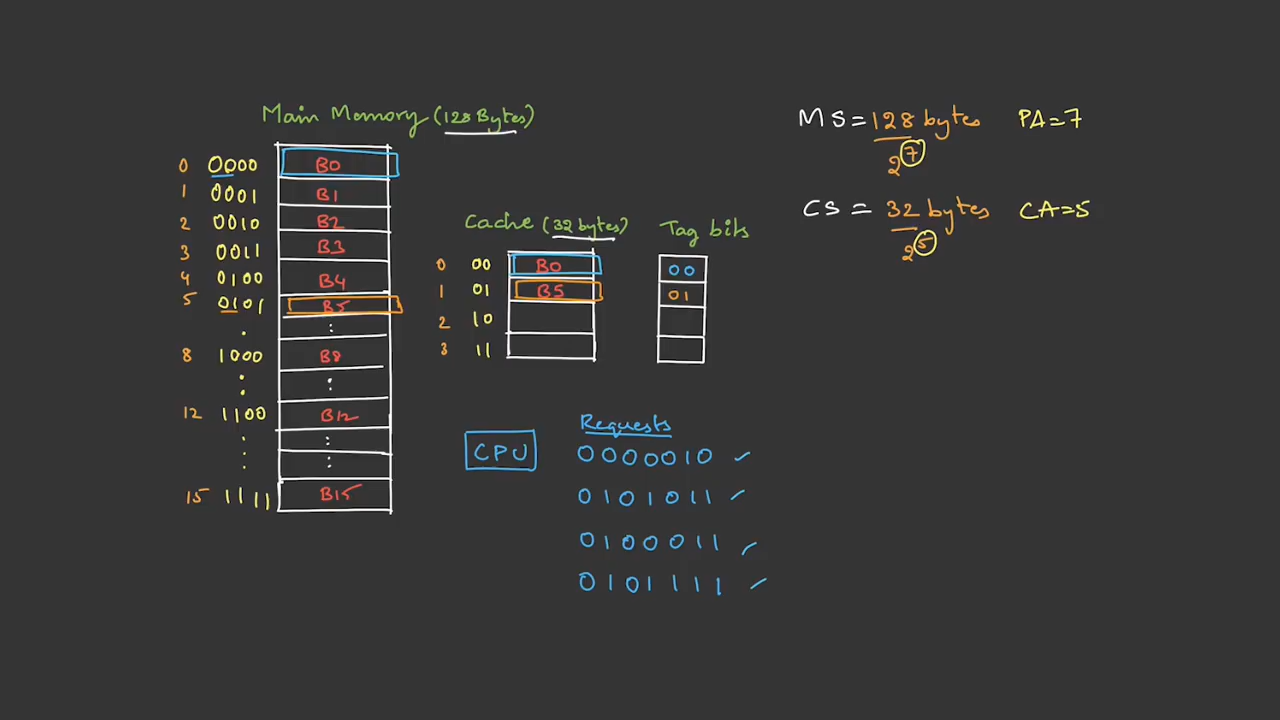 Main Memory (128 Bytes)
0 0000 B0
1 0001 B1
2 0010 B2
3 0011 B3
4 0100 B4
5 0101 B5
8 1000 B8
12 1100 B12
15 1111 B15
Cache (32 bytes) Tag bits
0 00 B0 00
1 01 B5 01
2 10
3 11
CPU
Requests
0000010 ✓
0101011 ✓
0100011 ✓
0101111 ✓
MS = 128 bytes PA=7
2^7
CS = 32 bytes CA=5
2^5